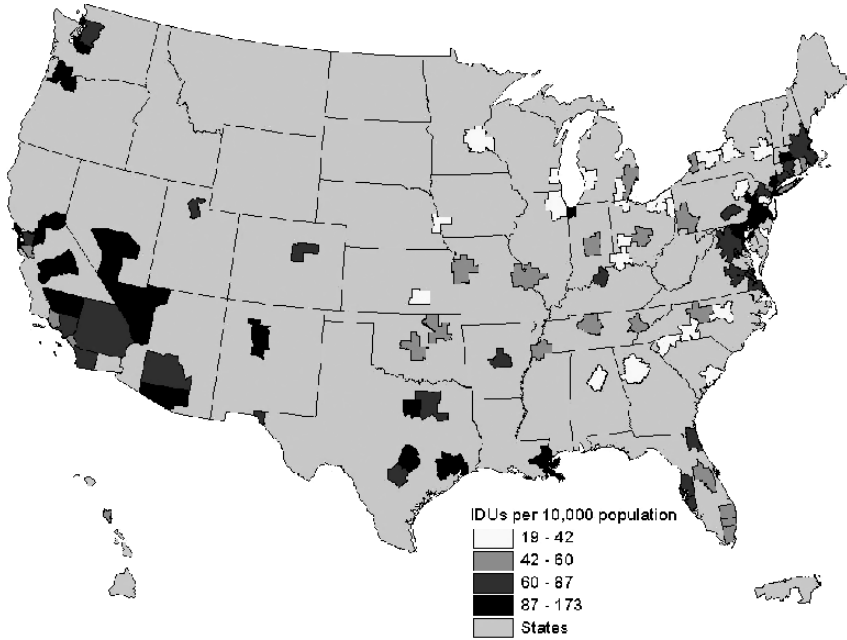 IDUs per 10,000 population
19 - 42
42 - 60
60 - 87
87 - 173
States